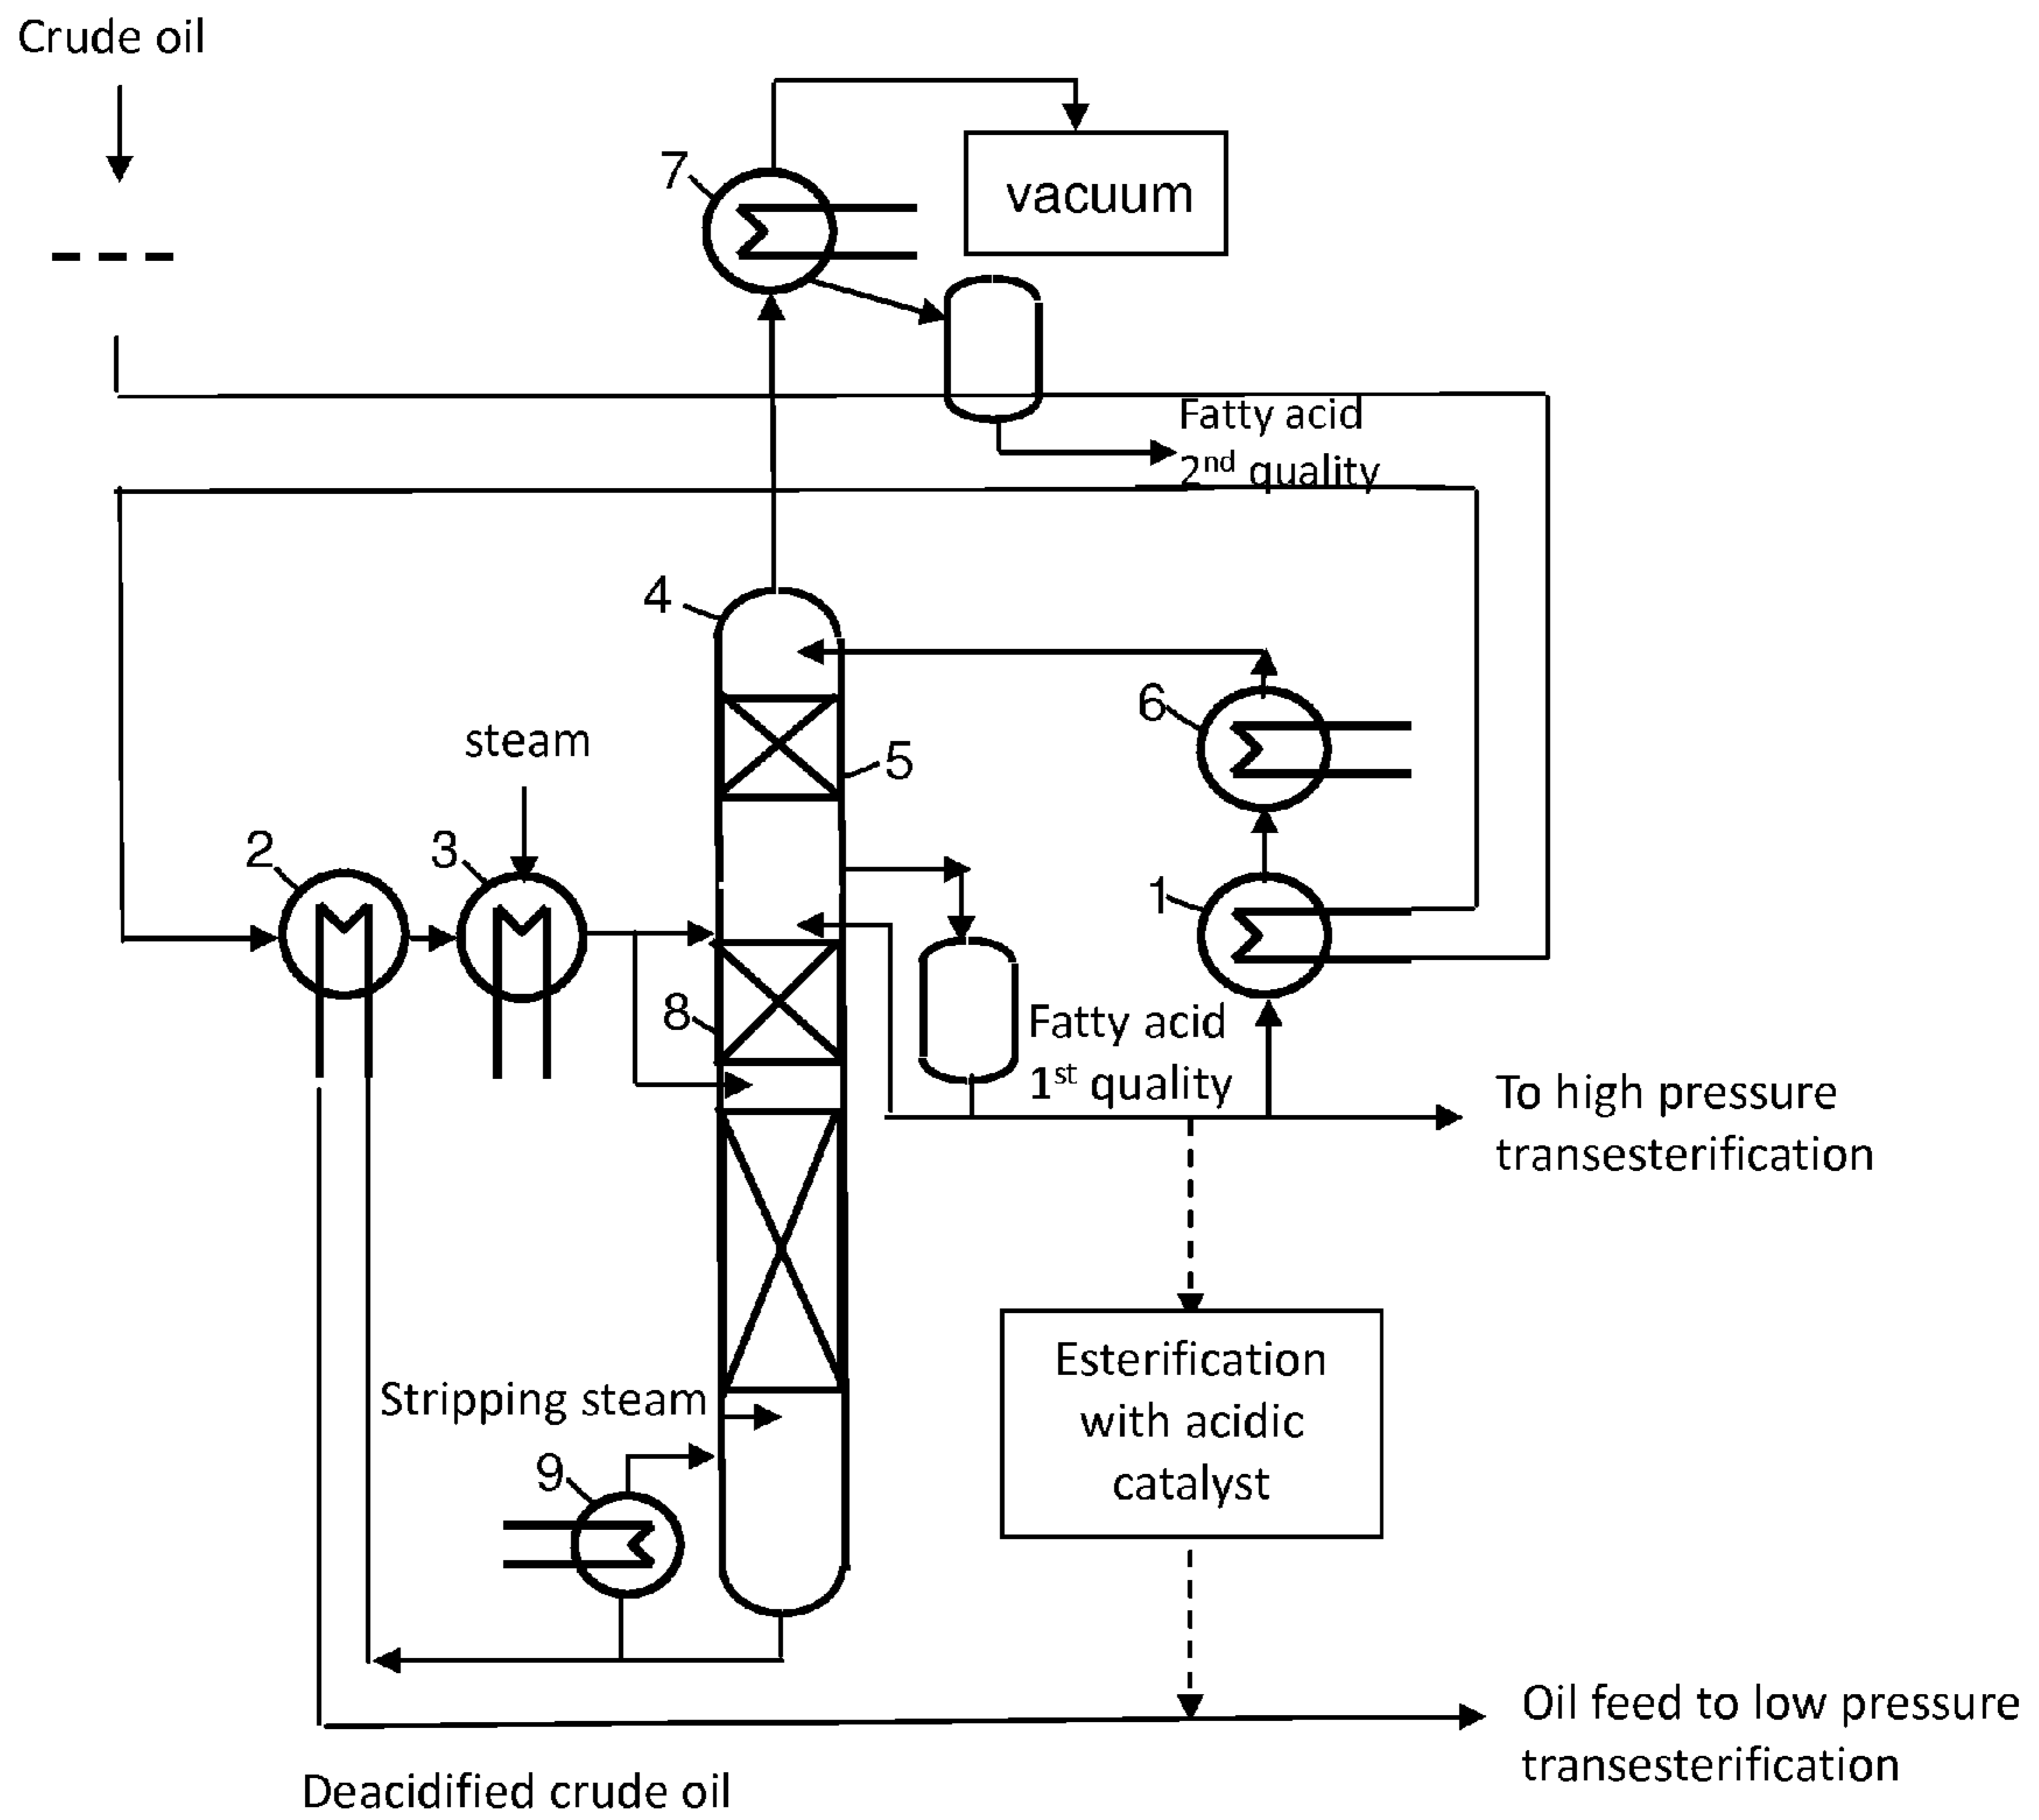 Crude oil
7
vacuum
Fatty acid
2nd quality
4
6
steam
5
2
3
1
8
Fatty acid
1st quality
To high pressure
transesterification
Esterification
with acidic
catalyst
Stripping steam
9
Oil feed to low pressure
transesterification
Deacidified crude oil